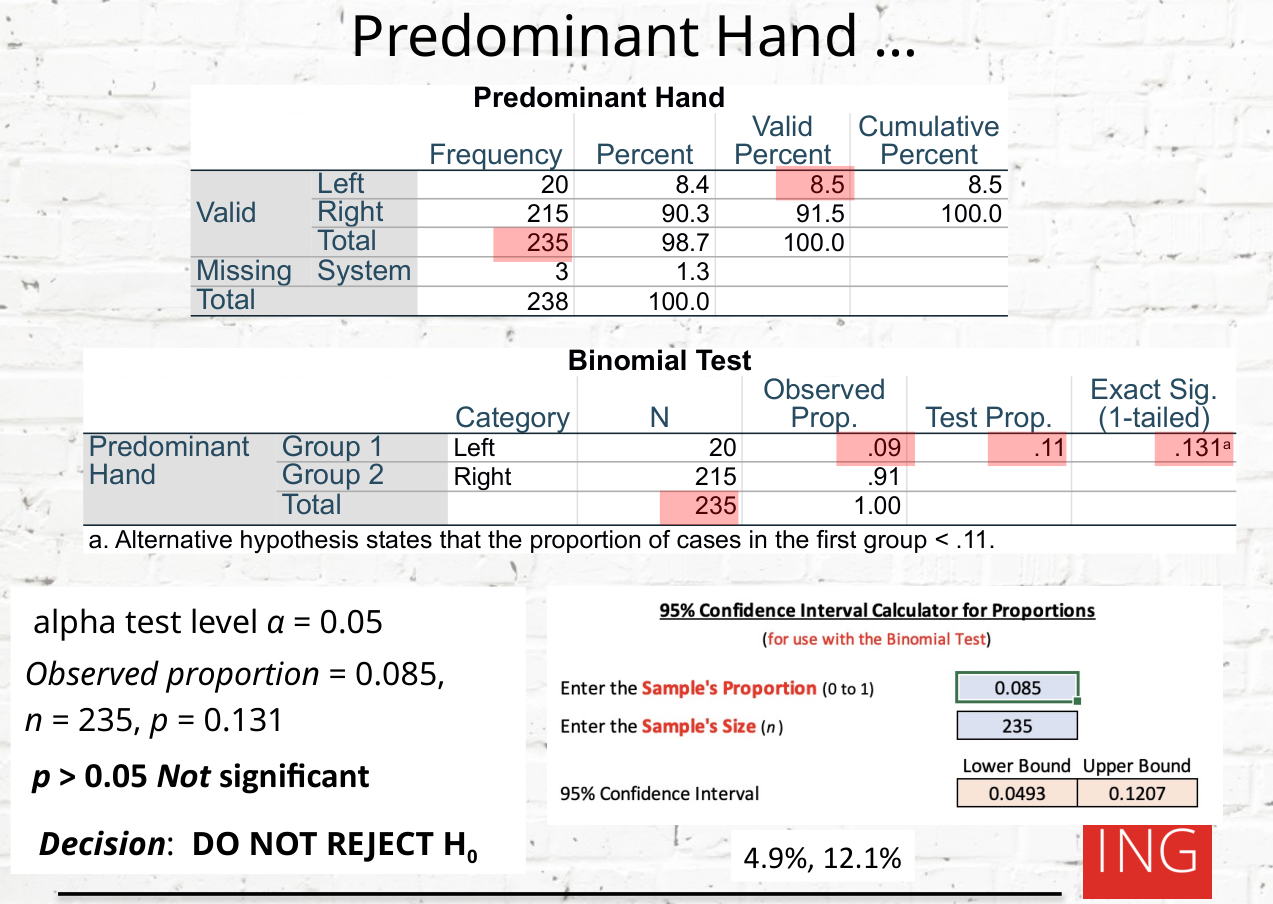 Predominant Hand ...
Predominant Hand
Frequency Percent Valid Percent Cumulative Percent
Valid Left 20 8.4 8.5 8.5
Right 215 90.3 91.5 100.0
Total 235 98.7 100.0
Missing System 3 1.3
Total 238 100.0
Binomial Test
Category N Observed Prop. Test Prop. Exact Sig. (1-tailed)
Predominant Hand Group 1 Left 20 .09 .11 .131ᵃ
Group 2 Right 215 .91
Total 235 1.00
a. Alternative hypothesis states that the proportion of cases in the first group < .11.
alpha test level α = 0.05
Observed proportion = 0.085,
n = 235, p = 0.131
p > 0.05 Not significant
Decision: DO NOT REJECT H₀
95% Confidence Interval Calculator for Proportions
(for use with the Binomial Test)
Enter the Sample's Proportion (0 to 1) 0.085
Enter the Sample's Size (n) 235
Lower Bound Upper Bound
95% Confidence Interval 0.0493 0.1207
4.9%, 12.1%
ING